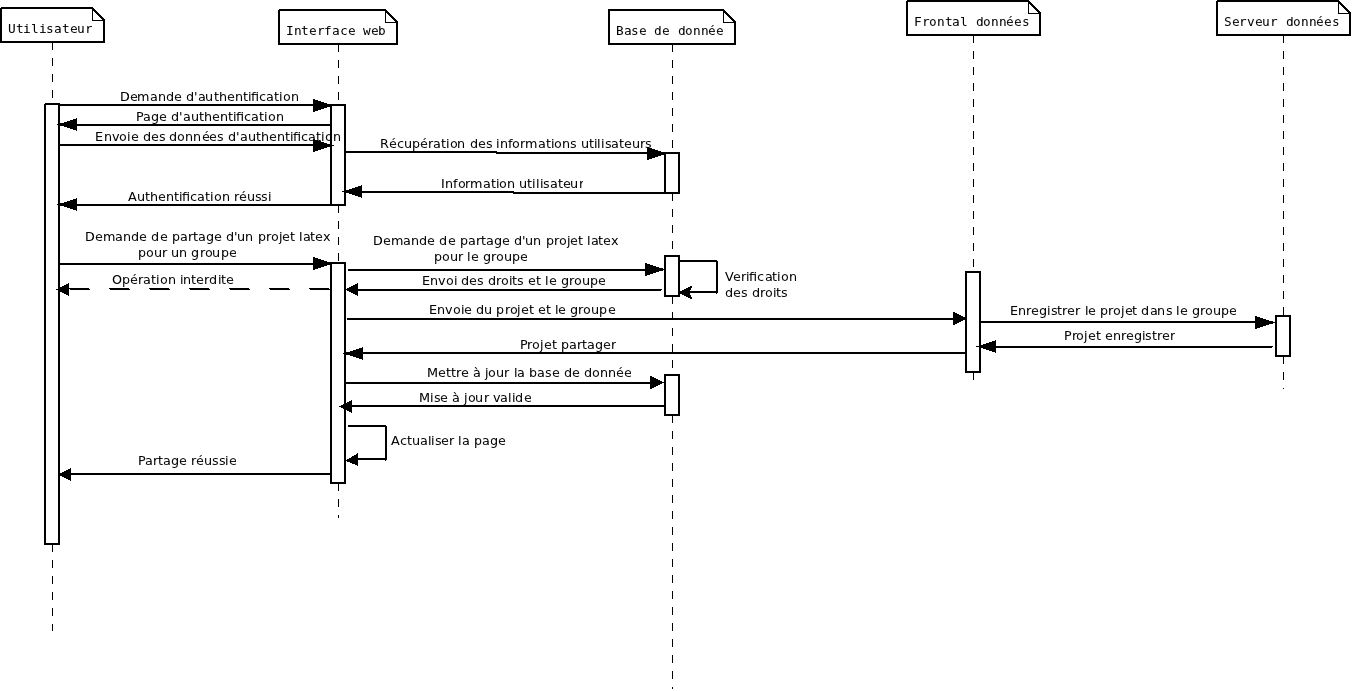 Utilisateur
Interface web
Base de donnée
Frontal données
Serveur données
Demande d'authentification
Page d'authentification
Envoie des données d'authentification
Récupération des informations utilisateurs
Information utilisateur
Authentification réussi
Demande de partage d'un projet latex
pour un groupe
Demande de partage d'un projet latex
pour le groupe
Opération interdite
Envoi des droits et le groupe
Verification
des droits
Envoie du projet et le groupe
Enregistrer le projet dans le groupe
Projet enregistrer
Projet partager
Mettre à jour la base de donnée
Mise à jour valide
Actualiser la page
Partage réussie